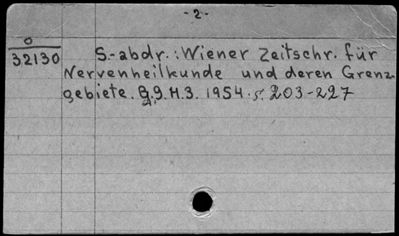 -2-
O
32130
S.-abdr.: Wiener Zeitschr. für
Nervenheilkunde und deren Grenz-
gebiete. Bd.9.H.3. 1954. S. 203-227